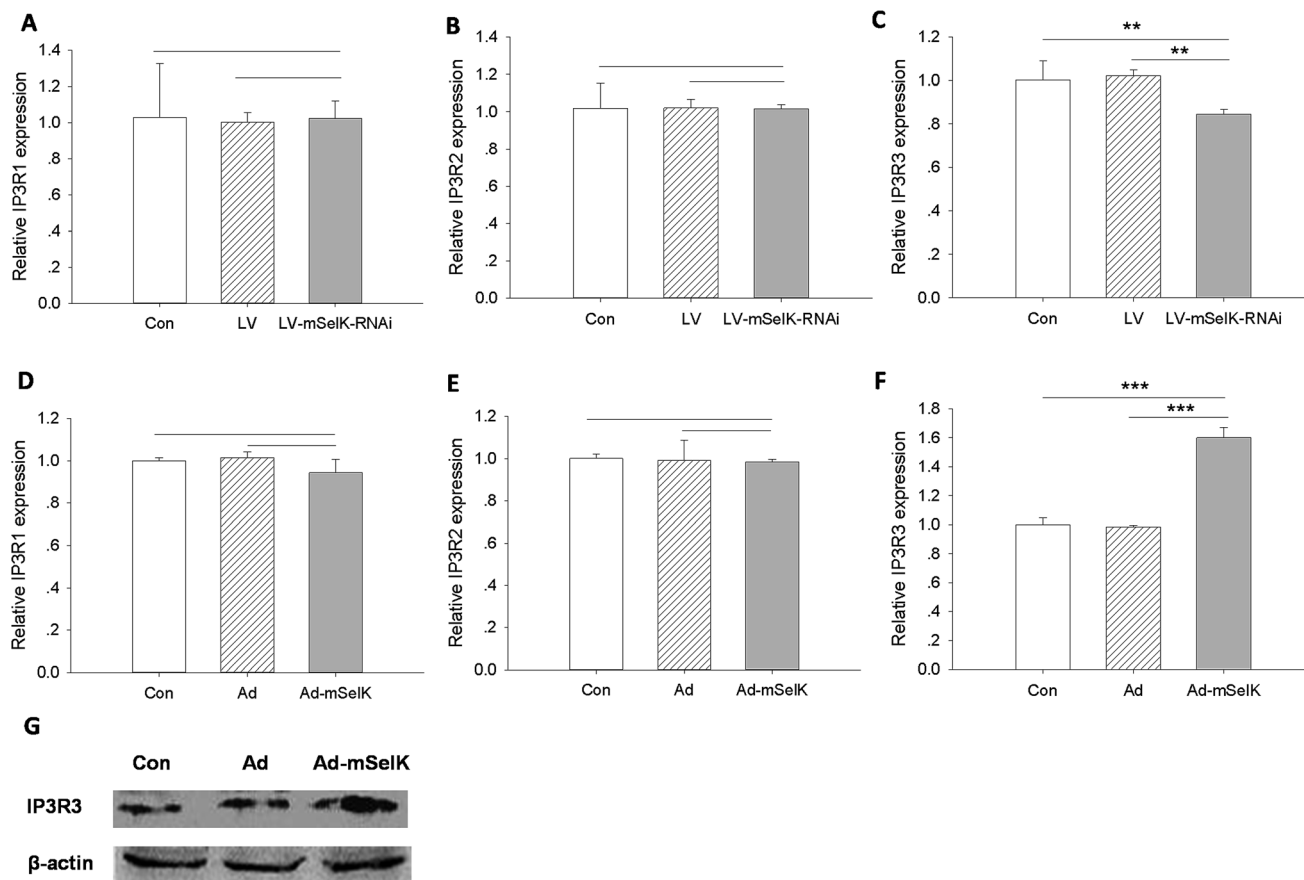 A
Relative IP3R1 expression
1.4
1.2
1.0
.8
.6
.4
.2
0.0
Con LV LV-mSelK-RNAi
B
Relative IP3R2 expression
1.4
1.2
1.0
.8
.6
.4
.2
0.0
Con LV LV-mSelK-RNAi
C
Relative IP3R3 expression
1.2
1.0
.8
.6
.4
.2
0.0
**
**
Con LV LV-mSelK-RNAi
D
Relative IP3R1 expression
1.2
1.0
.8
.6
.4
.2
0.0
Con Ad Ad-mSelK
E
Relative IP3R2 expression
1.2
1.0
.8
.6
.4
.2
0.0
Con Ad Ad-mSelK
F
Relative IP3R3 expression
1.8
1.6
1.4
1.2
1.0
.8
.6
.4
.2
0.0
***
***
Con Ad Ad-mSelK
G
Con Ad Ad-mSelK
IP3R3
β-actin